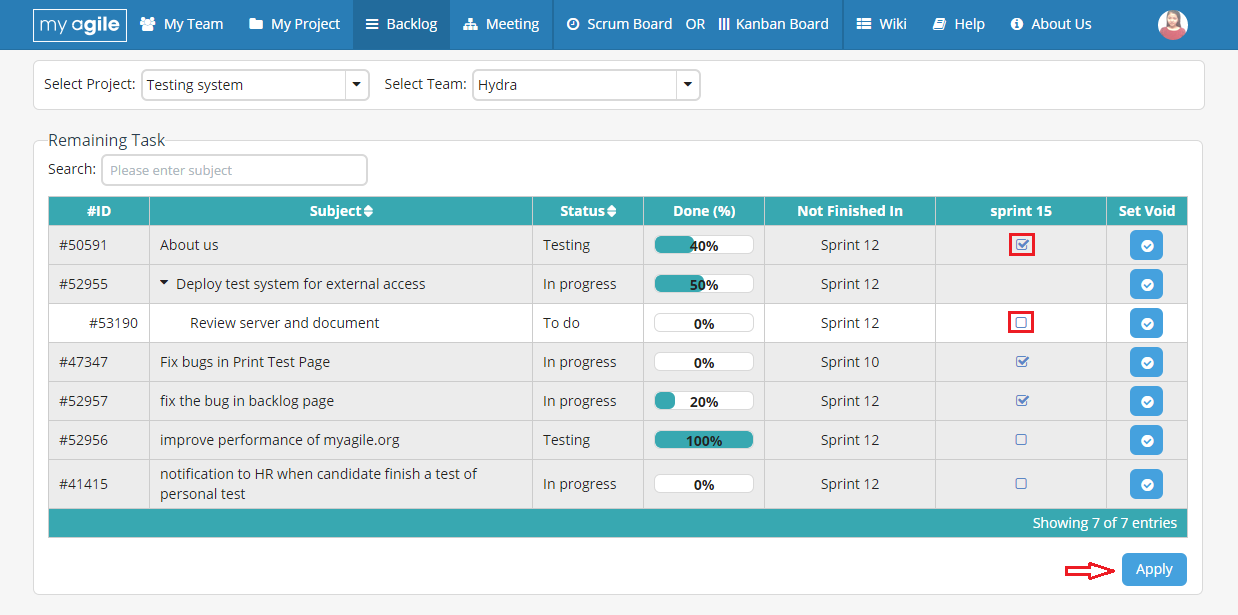 my agile My Team My Project Backlog Meeting Scrum Board OR Kanban Board Wiki Help About Us
Select Project: Testing system Select Team: Hydra
Remaining Task
Search: Please enter subject
#ID Subject Status Done (%) Not Finished In sprint 15 Set Void
#50591 About us Testing 40% Sprint 12
#52955 Deploy test system for external access In progress 50% Sprint 12
#53190 Review server and document To do 0% Sprint 12
#47347 Fix bugs in Print Test Page In progress 0% Sprint 10
#52957 fix the bug in backlog page In progress 20% Sprint 12
#52956 improve performance of myagile.org Testing 100% Sprint 12
#41415 notification to HR when candidate finish a test of
personal test In progress 0% Sprint 12
Showing 7 of 7 entries
Apply